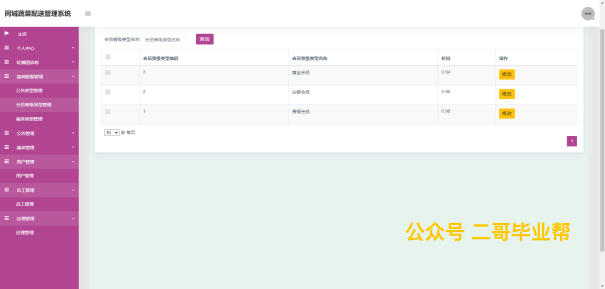 同城蔬菜配送管理系统
主页
个人中心
轮播图信息
基础数据管理
公告类型管理
会员等级类型管理
蔬菜类型管理
公告管理
蔬菜管理
用户管理
用户管理
员工管理
员工管理
经理管理
经理管理
会员等级类型名称
会员等级类型名称
查询
会员等级类型编码 会员等级类型名称 折扣 操作
3 黄金会员 0.94 修改
2 白银会员 0.96 修改
1 青铜会员 0.98 修改
10 条 每页
1
公众号 二哥毕业帮